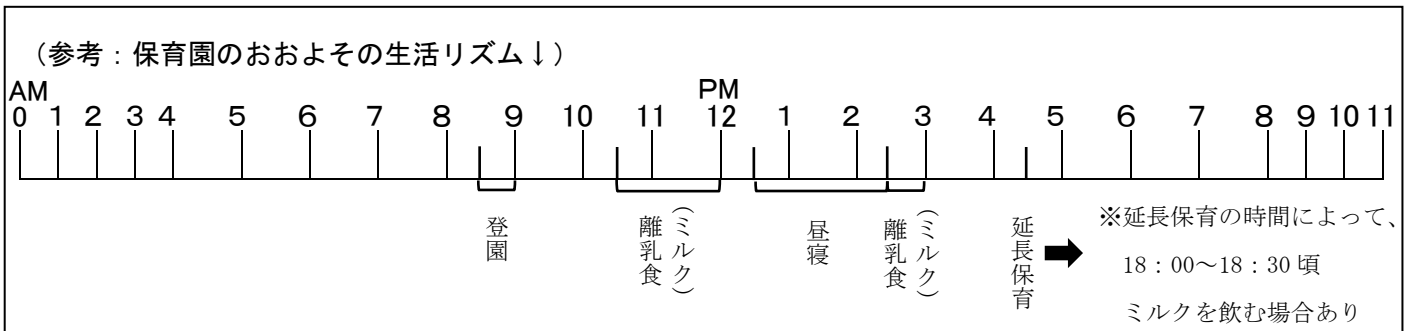 （参考：保育園のおおよその生活リズム↓）
AM
PM
0 1 2 3 4 5 6 7 8 9 10 11 12 1 2 3 4 5 6 7 8 9 10 11
登園
離乳食
（ミルク）
昼寝
離乳食
（ミルク）
延長保育
※延長保育の時間によって、
18：00～18：30 頃
ミルクを飲む場合あり